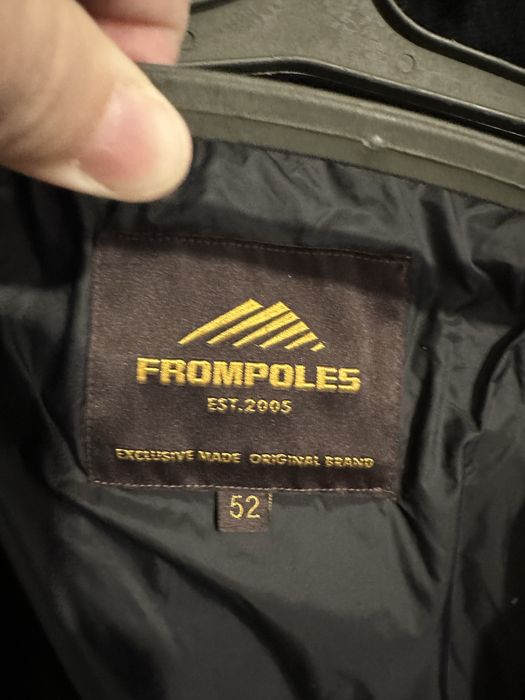 FROMPOLES
EST.2005
EXCLUSIVE MADE ORIGINAL BRAND
52